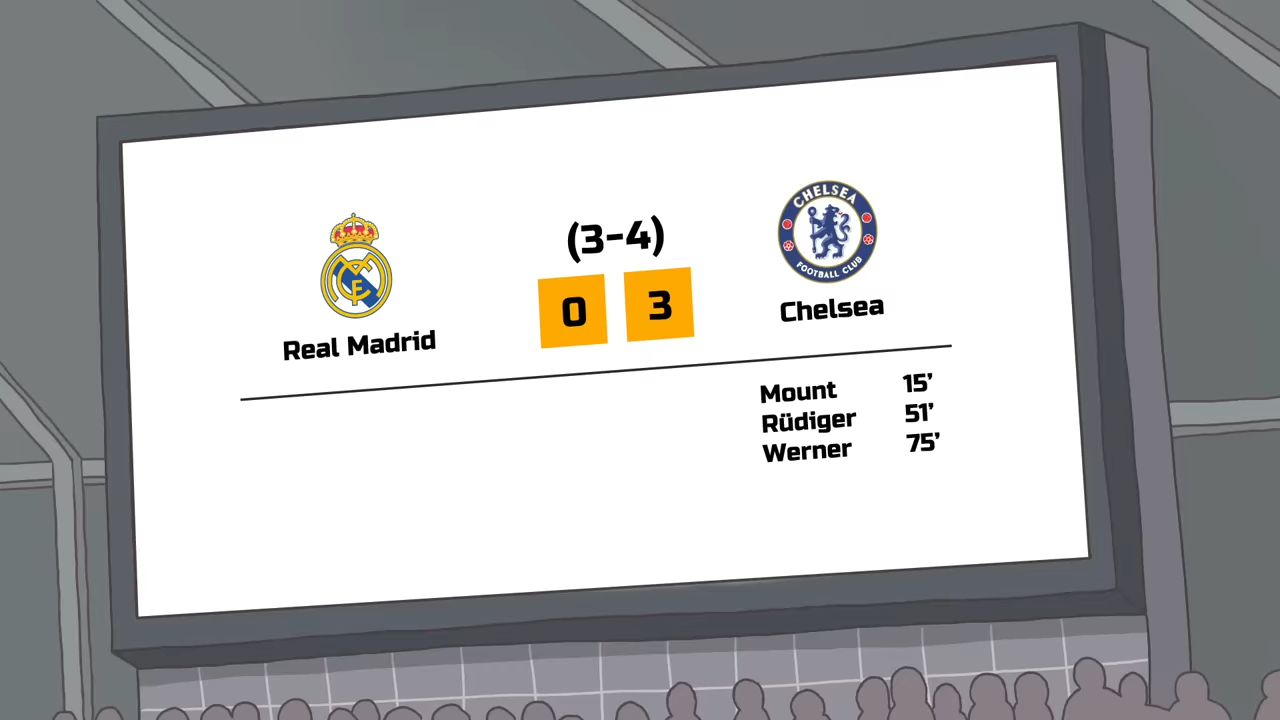 (3-4)
0 3
Real Madrid
CHELSEA
FOOTBALL CLUB
Chelsea
Mount 15’
Rüdiger 51’
Werner 75’